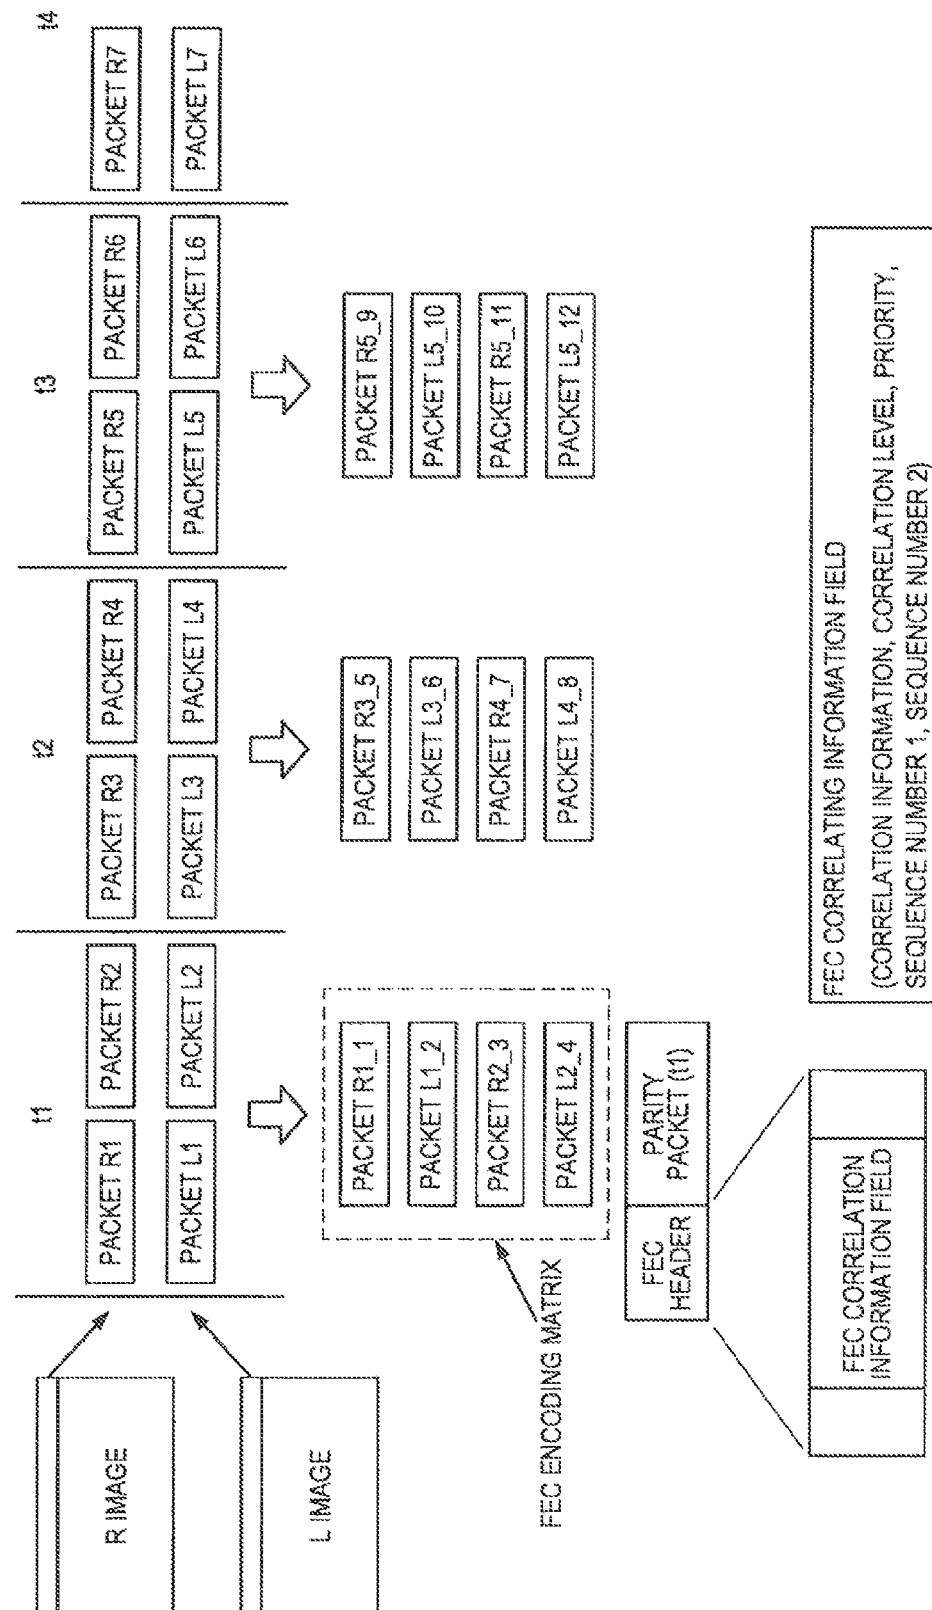 t1
t2
t3
t4
R IMAGE
L IMAGE
PACKET R1
PACKET R2
PACKET R3
PACKET R4
PACKET R5
PACKET R6
PACKET R7
PACKET L1
PACKET L2
PACKET L3
PACKET L4
PACKET L5
PACKET L6
PACKET L7
PACKET R1_1
PACKET L1_2
PACKET R2_3
PACKET L2_4
PACKET R3_5
PACKET L3_6
PACKET R4_7
PACKET L4_8
PACKET R5_9
PACKET L5_10
PACKET R5_11
PACKET L5_12
FEC ENCODING MATRIX
FEC
HEADER
PARITY
PACKET (t1)
FEC CORRELATION
INFORMATION FIELD
FEC CORRELATING INFORMATION FIELD
(CORRELATION INFORMATION, CORRELATION LEVEL, PRIORITY,
SEQUENCE NUMBER 1, SEQUENCE NUMBER 2)